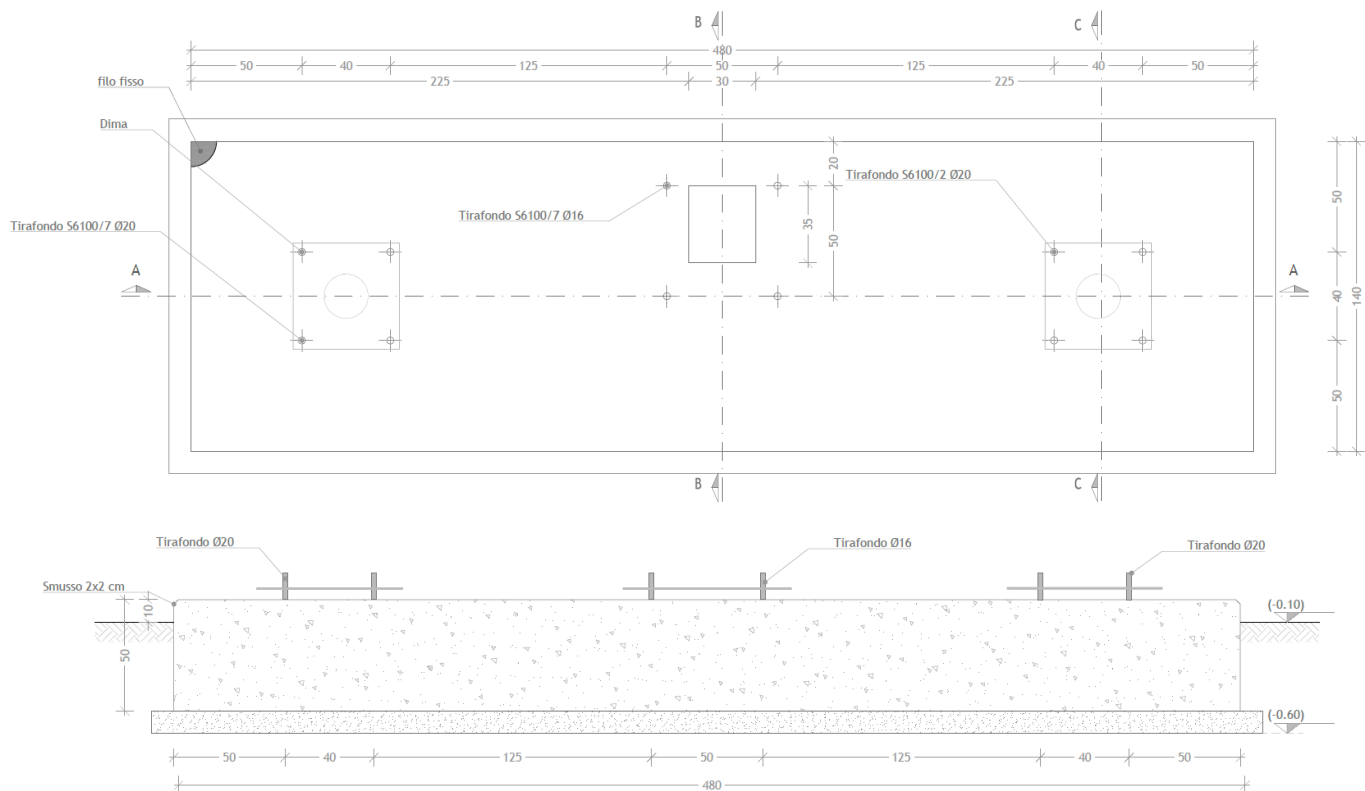 B
C
480
50
40
125
50
125
40
50
225
30
225
filo fisso
Dima
Tirafondo S6100/7 Ø20
Tirafondo S6100/7 Ø16
Tirafondo S6100/2 Ø20
20
35
50
50
40
50
140
A
A
B
C
Tirafondo Ø20
Tirafondo Ø16
Tirafondo Ø20
Smusso 2x2 cm
10
50
(-0.10)
(-0.60)
50
40
125
50
125
40
50
480